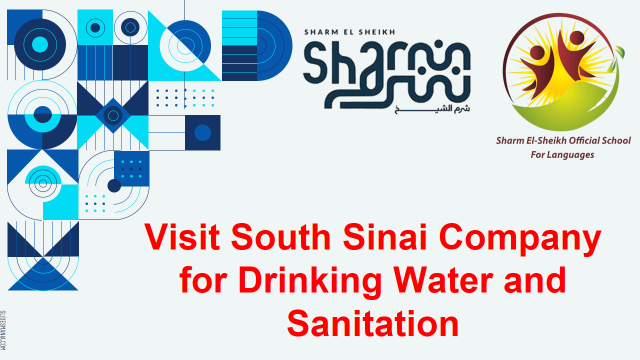 SHARM EL SHEIKH
Sharm
شرم الشيخ
Sharm El-Sheikh Official School
For Languages
Visit South Sinai Company
for Drinking Water and
Sanitation